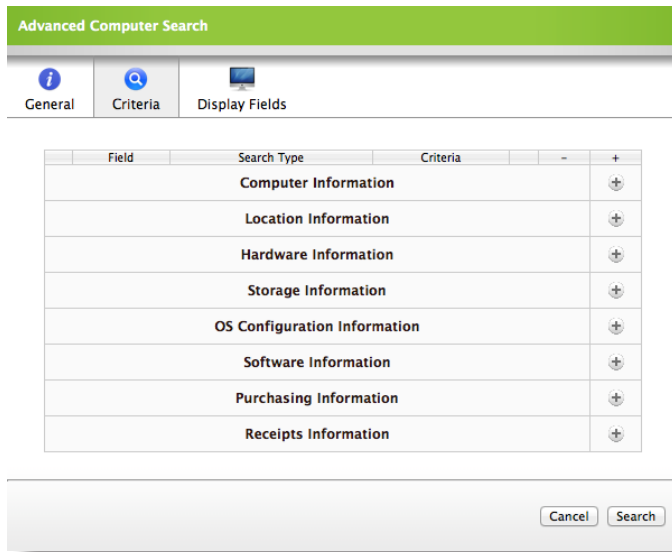 Advanced Computer Search
General Criteria Display Fields
Field Search Type Criteria - +
Computer Information +
Location Information +
Hardware Information +
Storage Information +
OS Configuration Information +
Software Information +
Purchasing Information +
Receipts Information +
Cancel Search